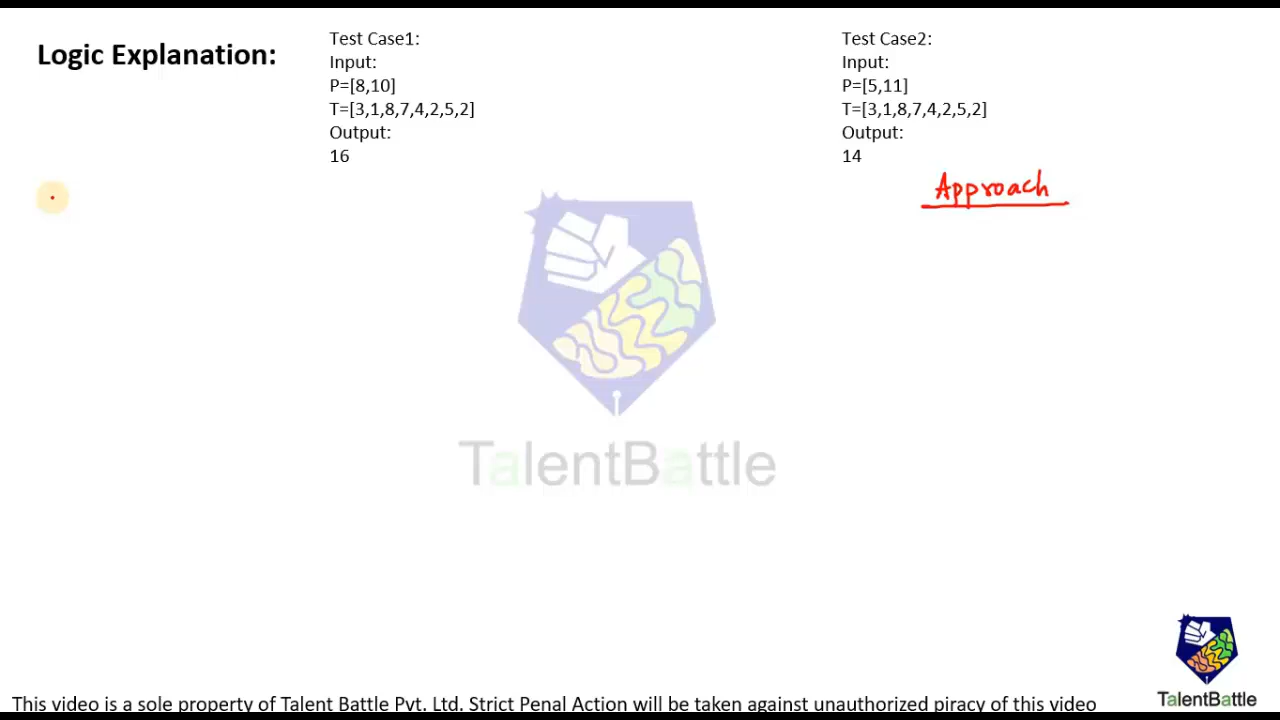 Logic Explanation:
Test Case1:
Input:
P=[8,10]
T=[3,1,8,7,4,2,5,2]
Output:
16
Test Case2:
Input:
P=[5,11]
T=[3,1,8,7,4,2,5,2]
Output:
14
Approach
TalentBattle
TalentBattle
This video is a sole property of Talent Battle Pvt. Ltd. Strict Penal Action will be taken against unauthorized piracy of this video